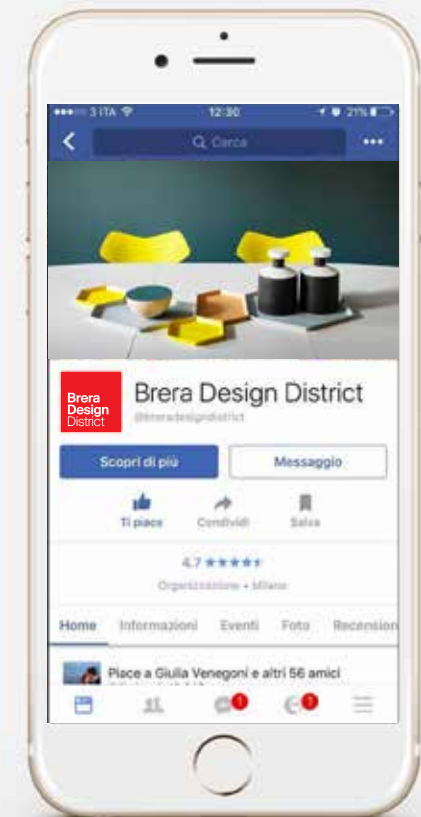 3 ITA 12:30 21%
Cerca
Brera
Design
District
Brera Design District
@breradesigndistrict
Scopri di più Messaggio
Ti piace Condividi Salva
4.7
Organizzazione • Milano
Home Informazioni Eventi Foto Recension
Piace a Giulia Venegoni e altri 56 amici
1 1